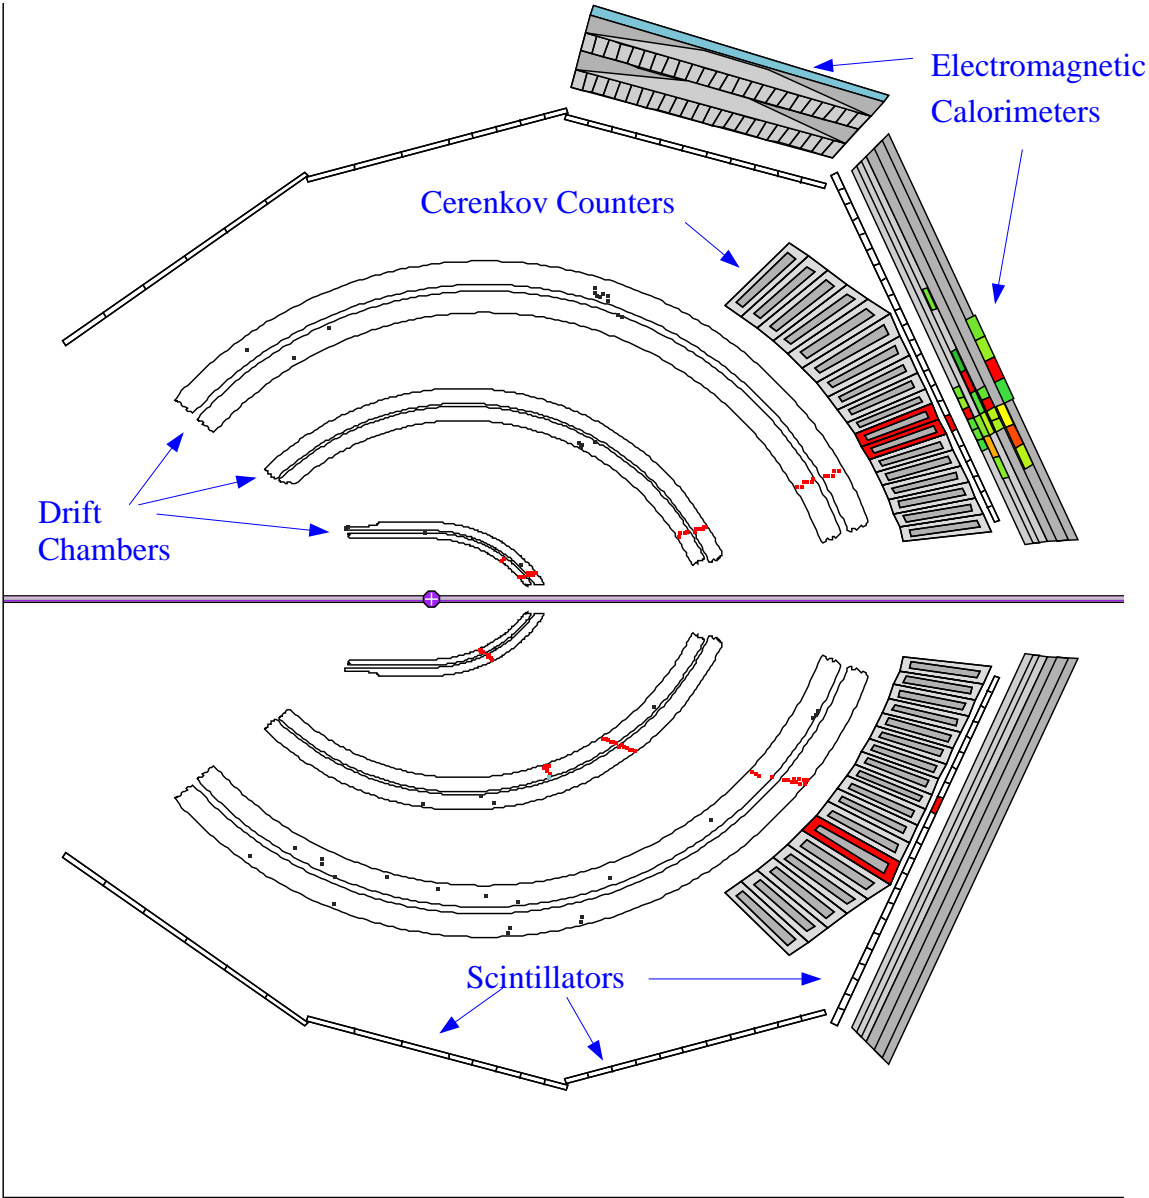 Electromagnetic
Calorimeters
Cerenkov Counters
Drift
Chambers
Scintillators